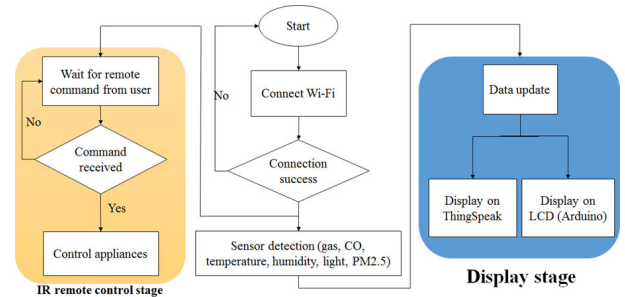 Start
Wait for remote
command from user
No
Command
received
Yes
Control appliances
IR remote control stage
Connect Wi-Fi
No
Connection
success
Sensor detection (gas, CO,
temperature, humidity, light, PM2.5)
Data update
Display on
ThingSpeak
Display on
LCD (Arduino)
Display stage